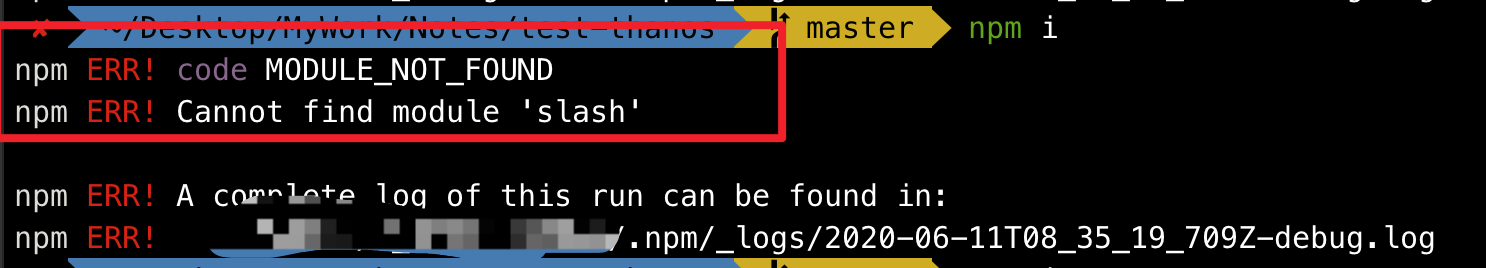 ✗ ~/Desktop/MyWork/Notes/test-thanos master npm i
npm ERR! code MODULE_NOT_FOUND
npm ERR! Cannot find module 'slash'
npm ERR! A complete log of this run can be found in:
npm ERR! /.npm/_logs/2020-06-11T08_35_19_709Z-debug.log